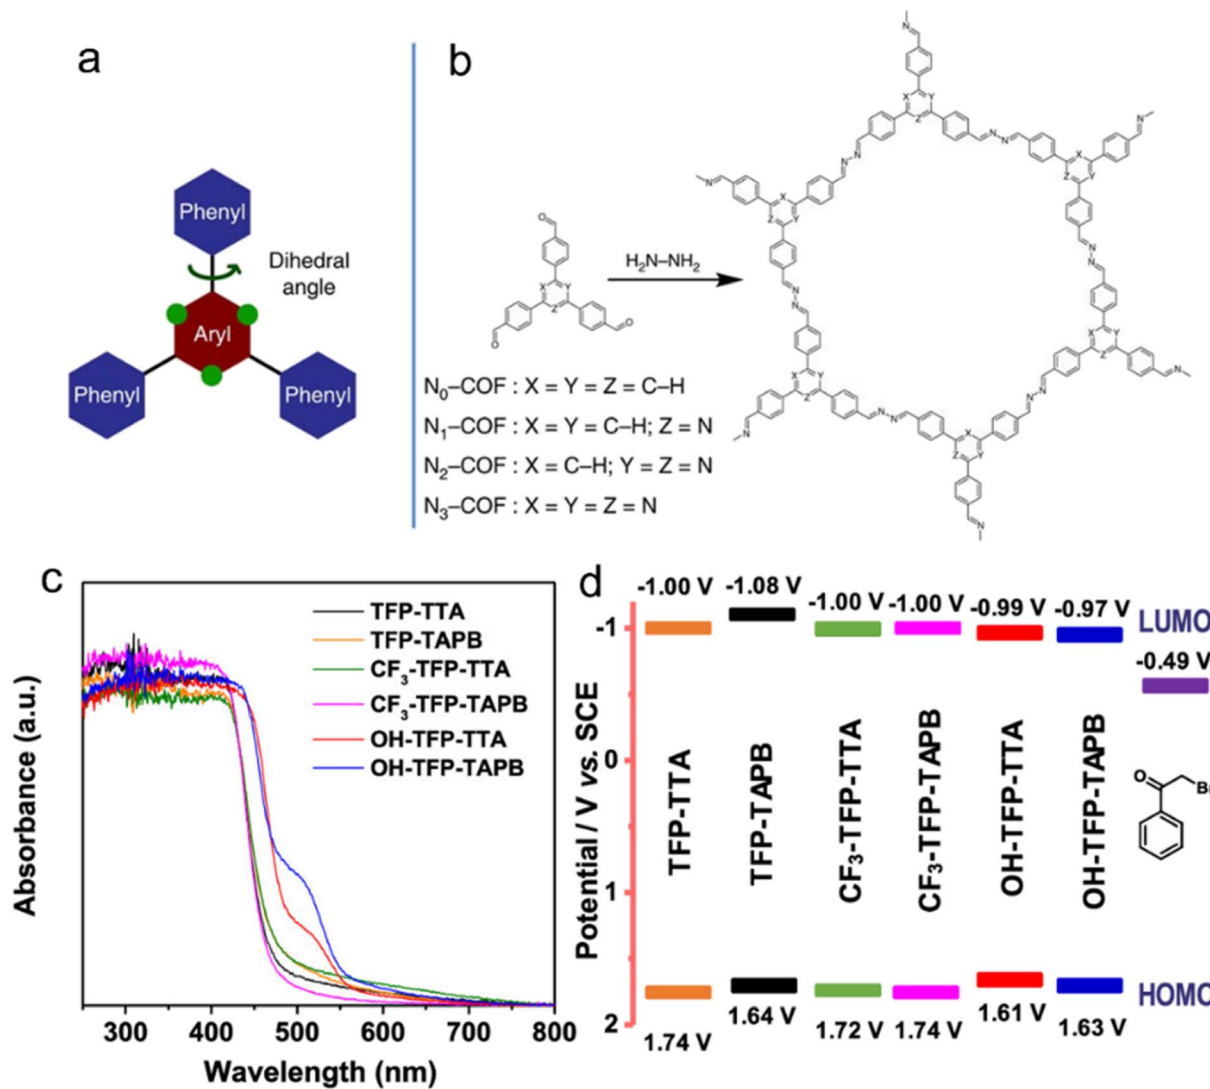 a
Phenyl
Dihedral
angle
Aryl
Phenyl
Phenyl
b
H₂N–NH₂
N₀–COF : X = Y = Z = C–H
N₁–COF : X = Y = C–H; Z = N
N₂–COF : X = C–H; Y = Z = N
N₃–COF : X = Y = Z = N
c
TFP-TTA
TFP-TAPB
CF₃-TFP-TTA
CF₃-TFP-TAPB
OH-TFP-TTA
OH-TFP-TAPB
Absorbance (a.u.)
300 400 500 600 700 800
Wavelength (nm)
d
-1.00 V
-1.08 V
-1.00 V
-1.00 V
-0.99 V
-0.97 V
LUMO
-0.49 V
-1
0
1
2
Potential / V vs. SCE
TFP-TTA
TFP-TAPB
CF₃-TFP-TTA
CF₃-TFP-TAPB
OH-TFP-TTA
OH-TFP-TAPB
O
Br
HOMO
1.74 V
1.64 V
1.72 V
1.74 V
1.61 V
1.63 V